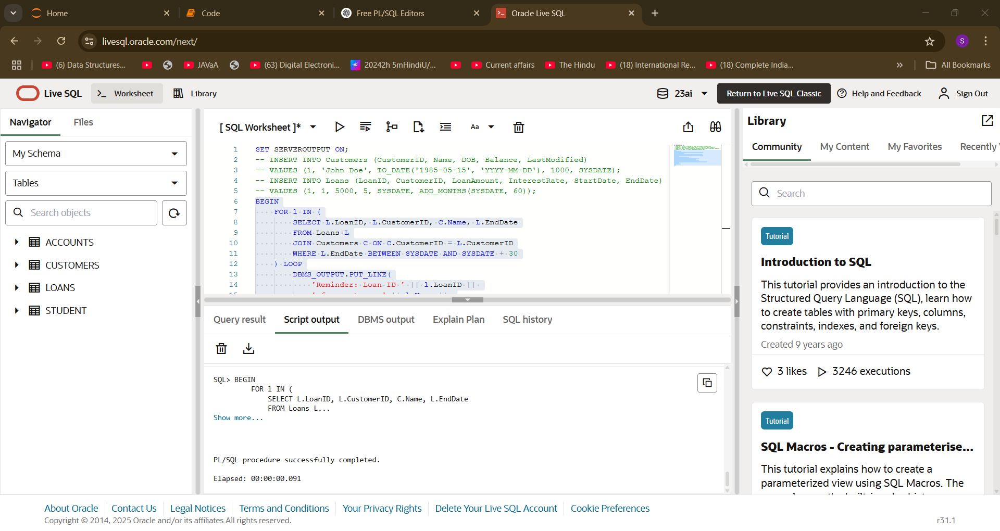 Home
Code
Free PL/SQL Editors
Oracle Live SQL
livesql.oracle.com/next/
S
(6) Data Structures...
JAVaA
(63) Digital Electroni...
20242h 5mHindiU/...
Current affairs
The Hindu
(18) International Re...
(18) Complete India...
All Bookmarks
Live SQL
Worksheet
Library
23ai
Return to Live SQL Classic
Help and Feedback
Sign Out
Navigator
Files
My Schema
Tables
Search objects
ACCOUNTS
CUSTOMERS
LOANS
STUDENT
[ SQL Worksheet ]*
Aa
1 SET SERVEROUTPUT ON;
2 -- INSERT INTO Customers (CustomerID, Name, DOB, Balance, LastModified)
3 -- VALUES (1, 'John Doe', TO_DATE('1985-05-15', 'YYYY-MM-DD'), 1000, SYSDATE);
4 -- INSERT INTO Loans (LoanID, CustomerID, LoanAmount, InterestRate, StartDate, EndDate)
5 -- VALUES (1, 1, 5000, 5, SYSDATE, ADD_MONTHS(SYSDATE, 60));
6 BEGIN
7 FOR l IN (
8 SELECT L.LoanID, L.CustomerID, C.Name, L.EndDate
9 FROM Loans L
10 JOIN Customers C ON C.CustomerID = L.CustomerID
11 WHERE L.EndDate BETWEEN SYSDATE AND SYSDATE + 30
12 ) LOOP
13 DBMS_OUTPUT.PUT_LINE(
14 'Reminder: Loan ID ' || l.LoanID ||
Query result
Script output
DBMS output
Explain Plan
SQL history
SQL> BEGIN
FOR l IN (
SELECT L.LoanID, L.CustomerID, C.Name, L.EndDate
FROM Loans L...
Show more...
PL/SQL procedure successfully completed.
Elapsed: 00:00:00.091
Library
Community
My Content
My Favorites
Recently
Search
Tutorial
Introduction to SQL
This tutorial provides an introduction to the
Structured Query Language (SQL), learn how
to create tables with primary keys, columns,
constraints, indexes, and foreign keys.
Created 9 years ago
3 likes
3246 executions
Tutorial
SQL Macros - Creating parameterise...
This tutorial explains how to create a
parameterized view using SQL Macros. The
About Oracle
Contact Us
Legal Notices
Terms and Conditions
Your Privacy Rights
Delete Your Live SQL Account
Cookie Preferences
Copyright © 2014, 2025 Oracle and/or its affiliates All rights reserved.
r31.1